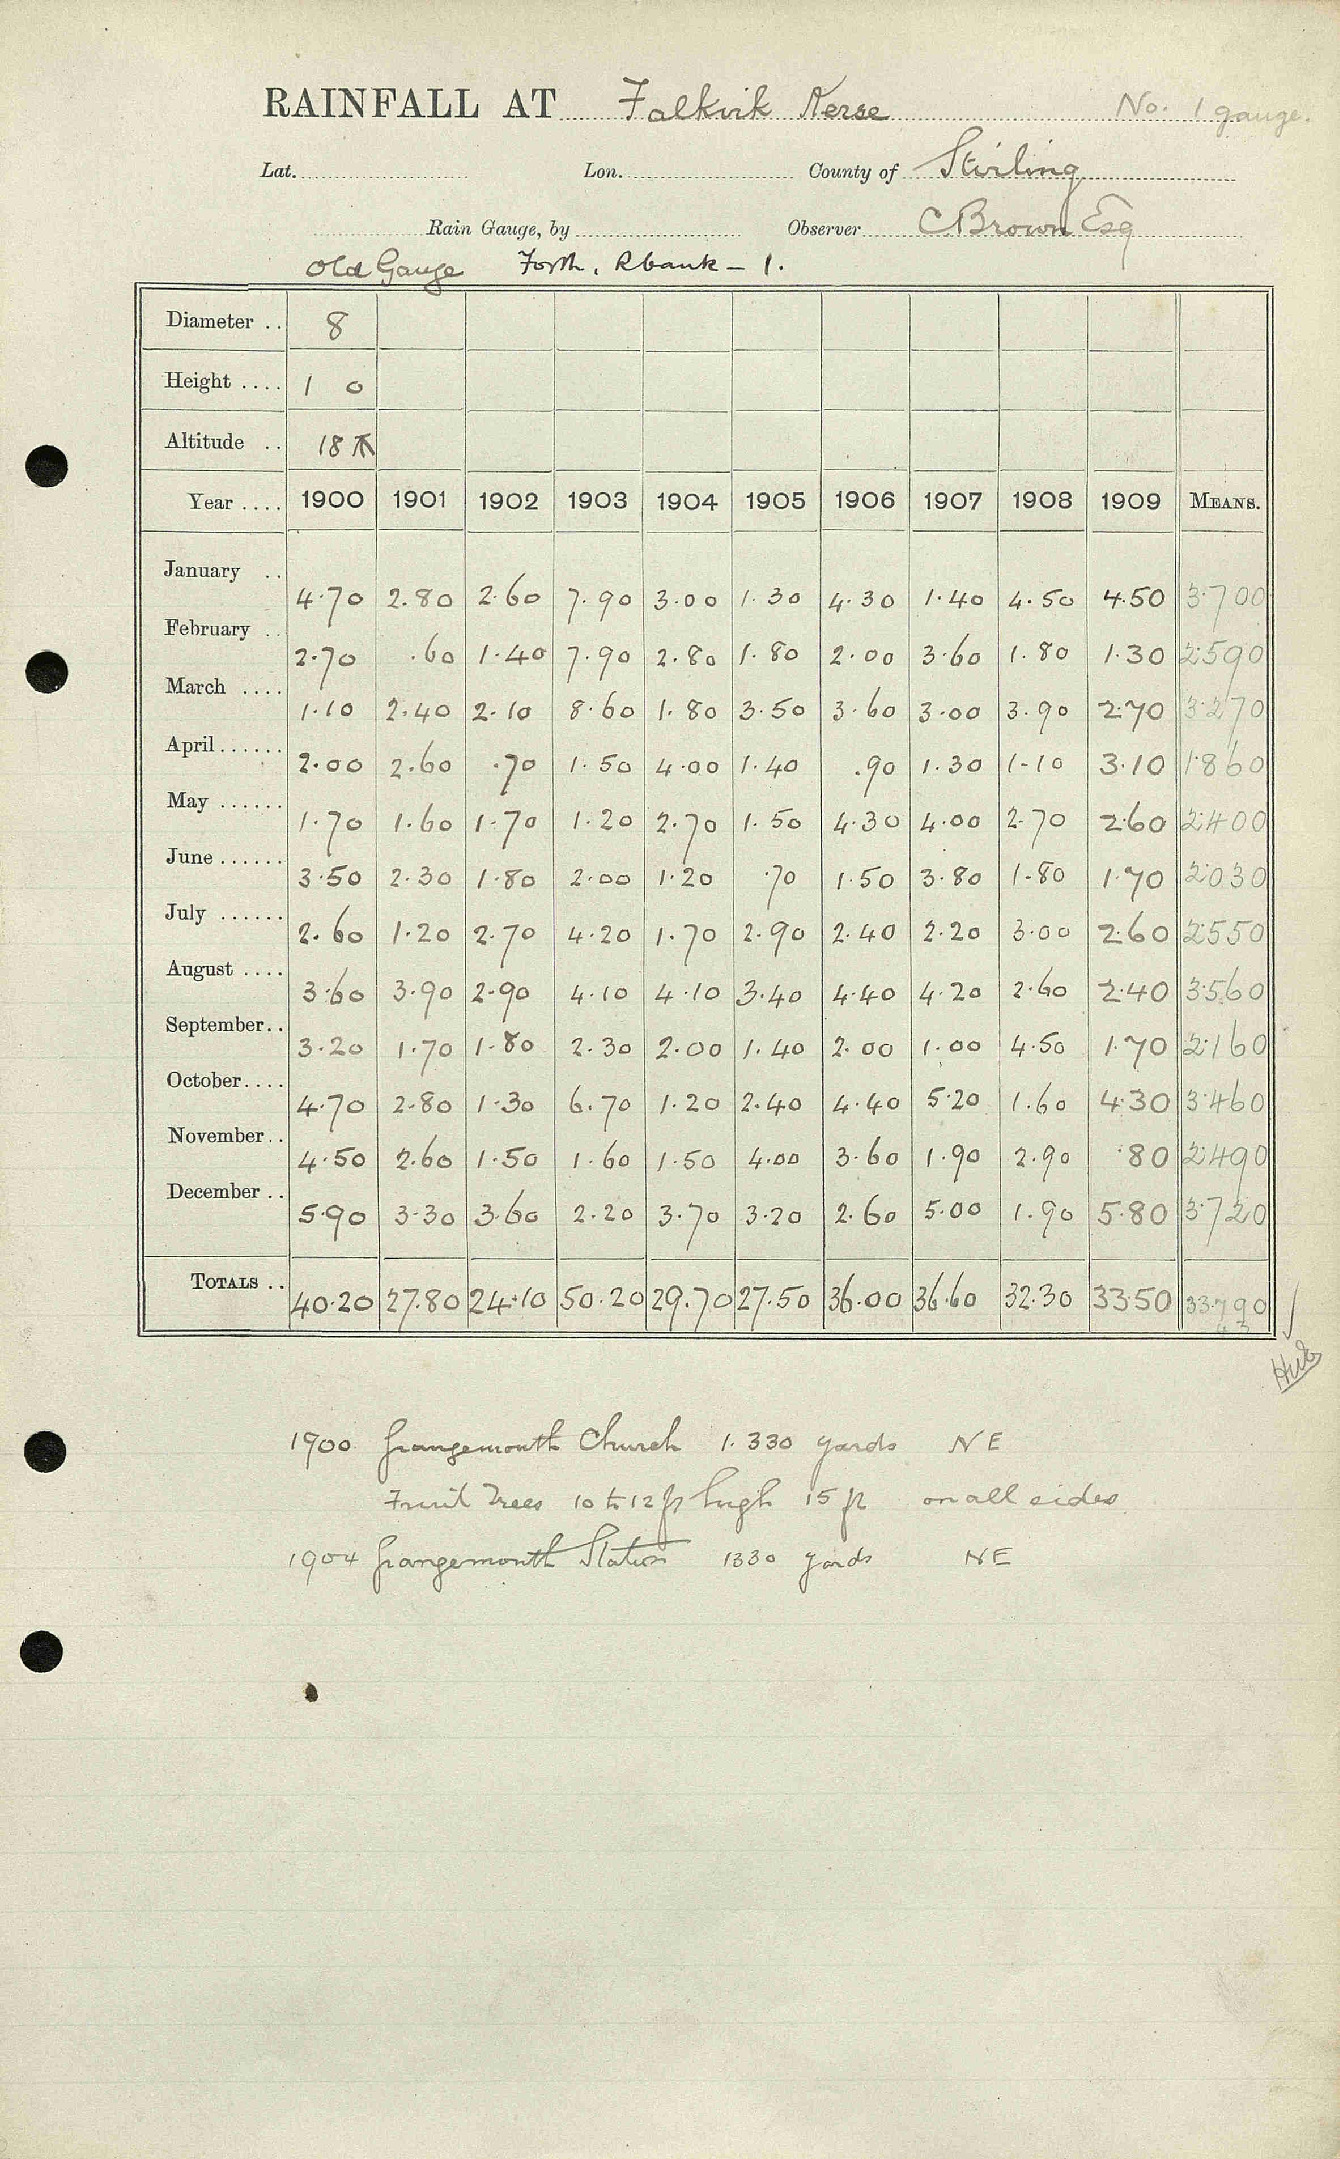 RAINFALL AT Falkirk Kerse No. 1 gauge.
Lat. Lon. County of Stirling
Rain Gauge, by Observer C Brown Esq
Old Gauge Forth. Rbank - 1.
Diameter .. 8
Height .... 1 0
Altitude .. 18
Year .... 1900 1901 1902 1903 1904 1905 1906 1907 1908 1909 MEANS.
January .. 4.70 2.80 2.60 7.90 3.00 1.30 4.30 1.40 4.50 4.50 3.700
February .. 2.70 .60 1.40 7.90 2.80 1.80 2.00 3.60 1.80 1.30 2.590
March .... 1.10 2.40 2.10 8.60 1.80 3.50 3.60 3.00 3.90 2.70 3.270
April ...... 2.00 2.60 .70 1.50 4.00 1.40 .90 1.30 1.10 3.10 1.860
May ...... 1.70 1.60 1.70 1.20 2.70 1.50 4.30 4.00 2.70 2.60 2.400
June ...... 3.50 2.30 1.80 2.00 1.20 .70 1.50 3.80 1.80 1.70 2.030
July ...... 2.60 1.20 2.70 4.20 1.70 2.90 2.40 2.20 3.00 2.60 2.550
August .... 3.60 3.90 2.90 4.10 4.10 3.40 4.40 4.20 2.60 2.40 3.560
September .. 3.20 1.70 1.80 2.30 2.00 1.40 2.00 1.00 4.50 1.70 2.160
October .... 4.70 2.80 1.30 6.70 1.20 2.40 4.40 5.20 1.60 4.30 3.460
November .. 4.50 2.60 1.50 1.60 1.50 4.00 3.60 1.90 2.90 .80 2.490
December .. 5.90 3.30 3.60 2.20 3.70 3.20 2.60 5.00 1.90 5.80 3.720
TOTALS .. 40.20 27.80 24.10 50.20 29.70 27.50 36.00 36.60 32.30 33.50 33.790
1900 Grangemouth Church 1.330 yards NE
Fruit Trees 10 to 12 ft high 15 ft on all sides
1904 Grangemouth Station 1330 yards NE